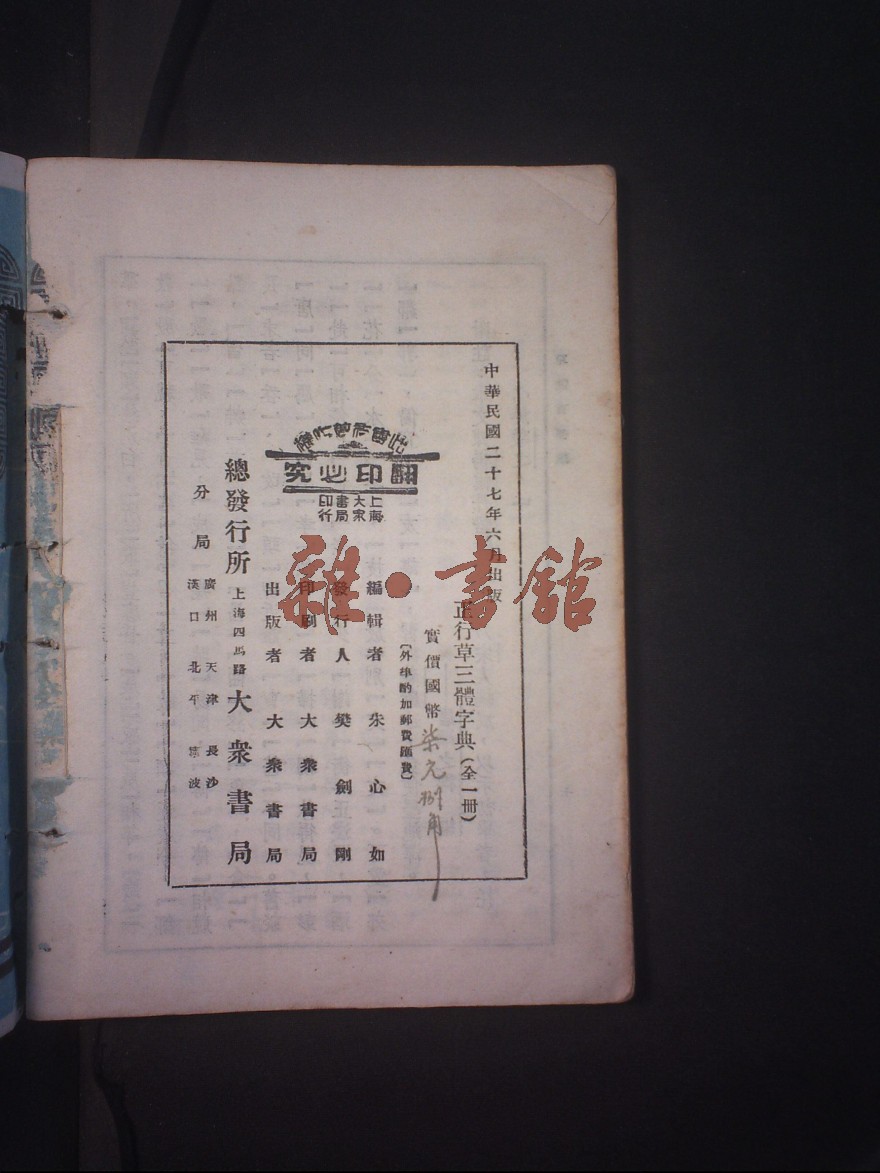 中華民國二十七年六月出版
正行草三體字典(全一冊)
實價國幣柒元捌角
(外埠酌加郵費匯費)
此書有著作權
翻印必究
上海大衆書局印行
編輯者 朱心如
發行人 樊劍剛
印刷者 大衆書局
出版者 大衆書局
總發行所 上海四馬路 大衆書局
分局 廣州 天津 長沙
漢口 北平 寧波
雜·書館